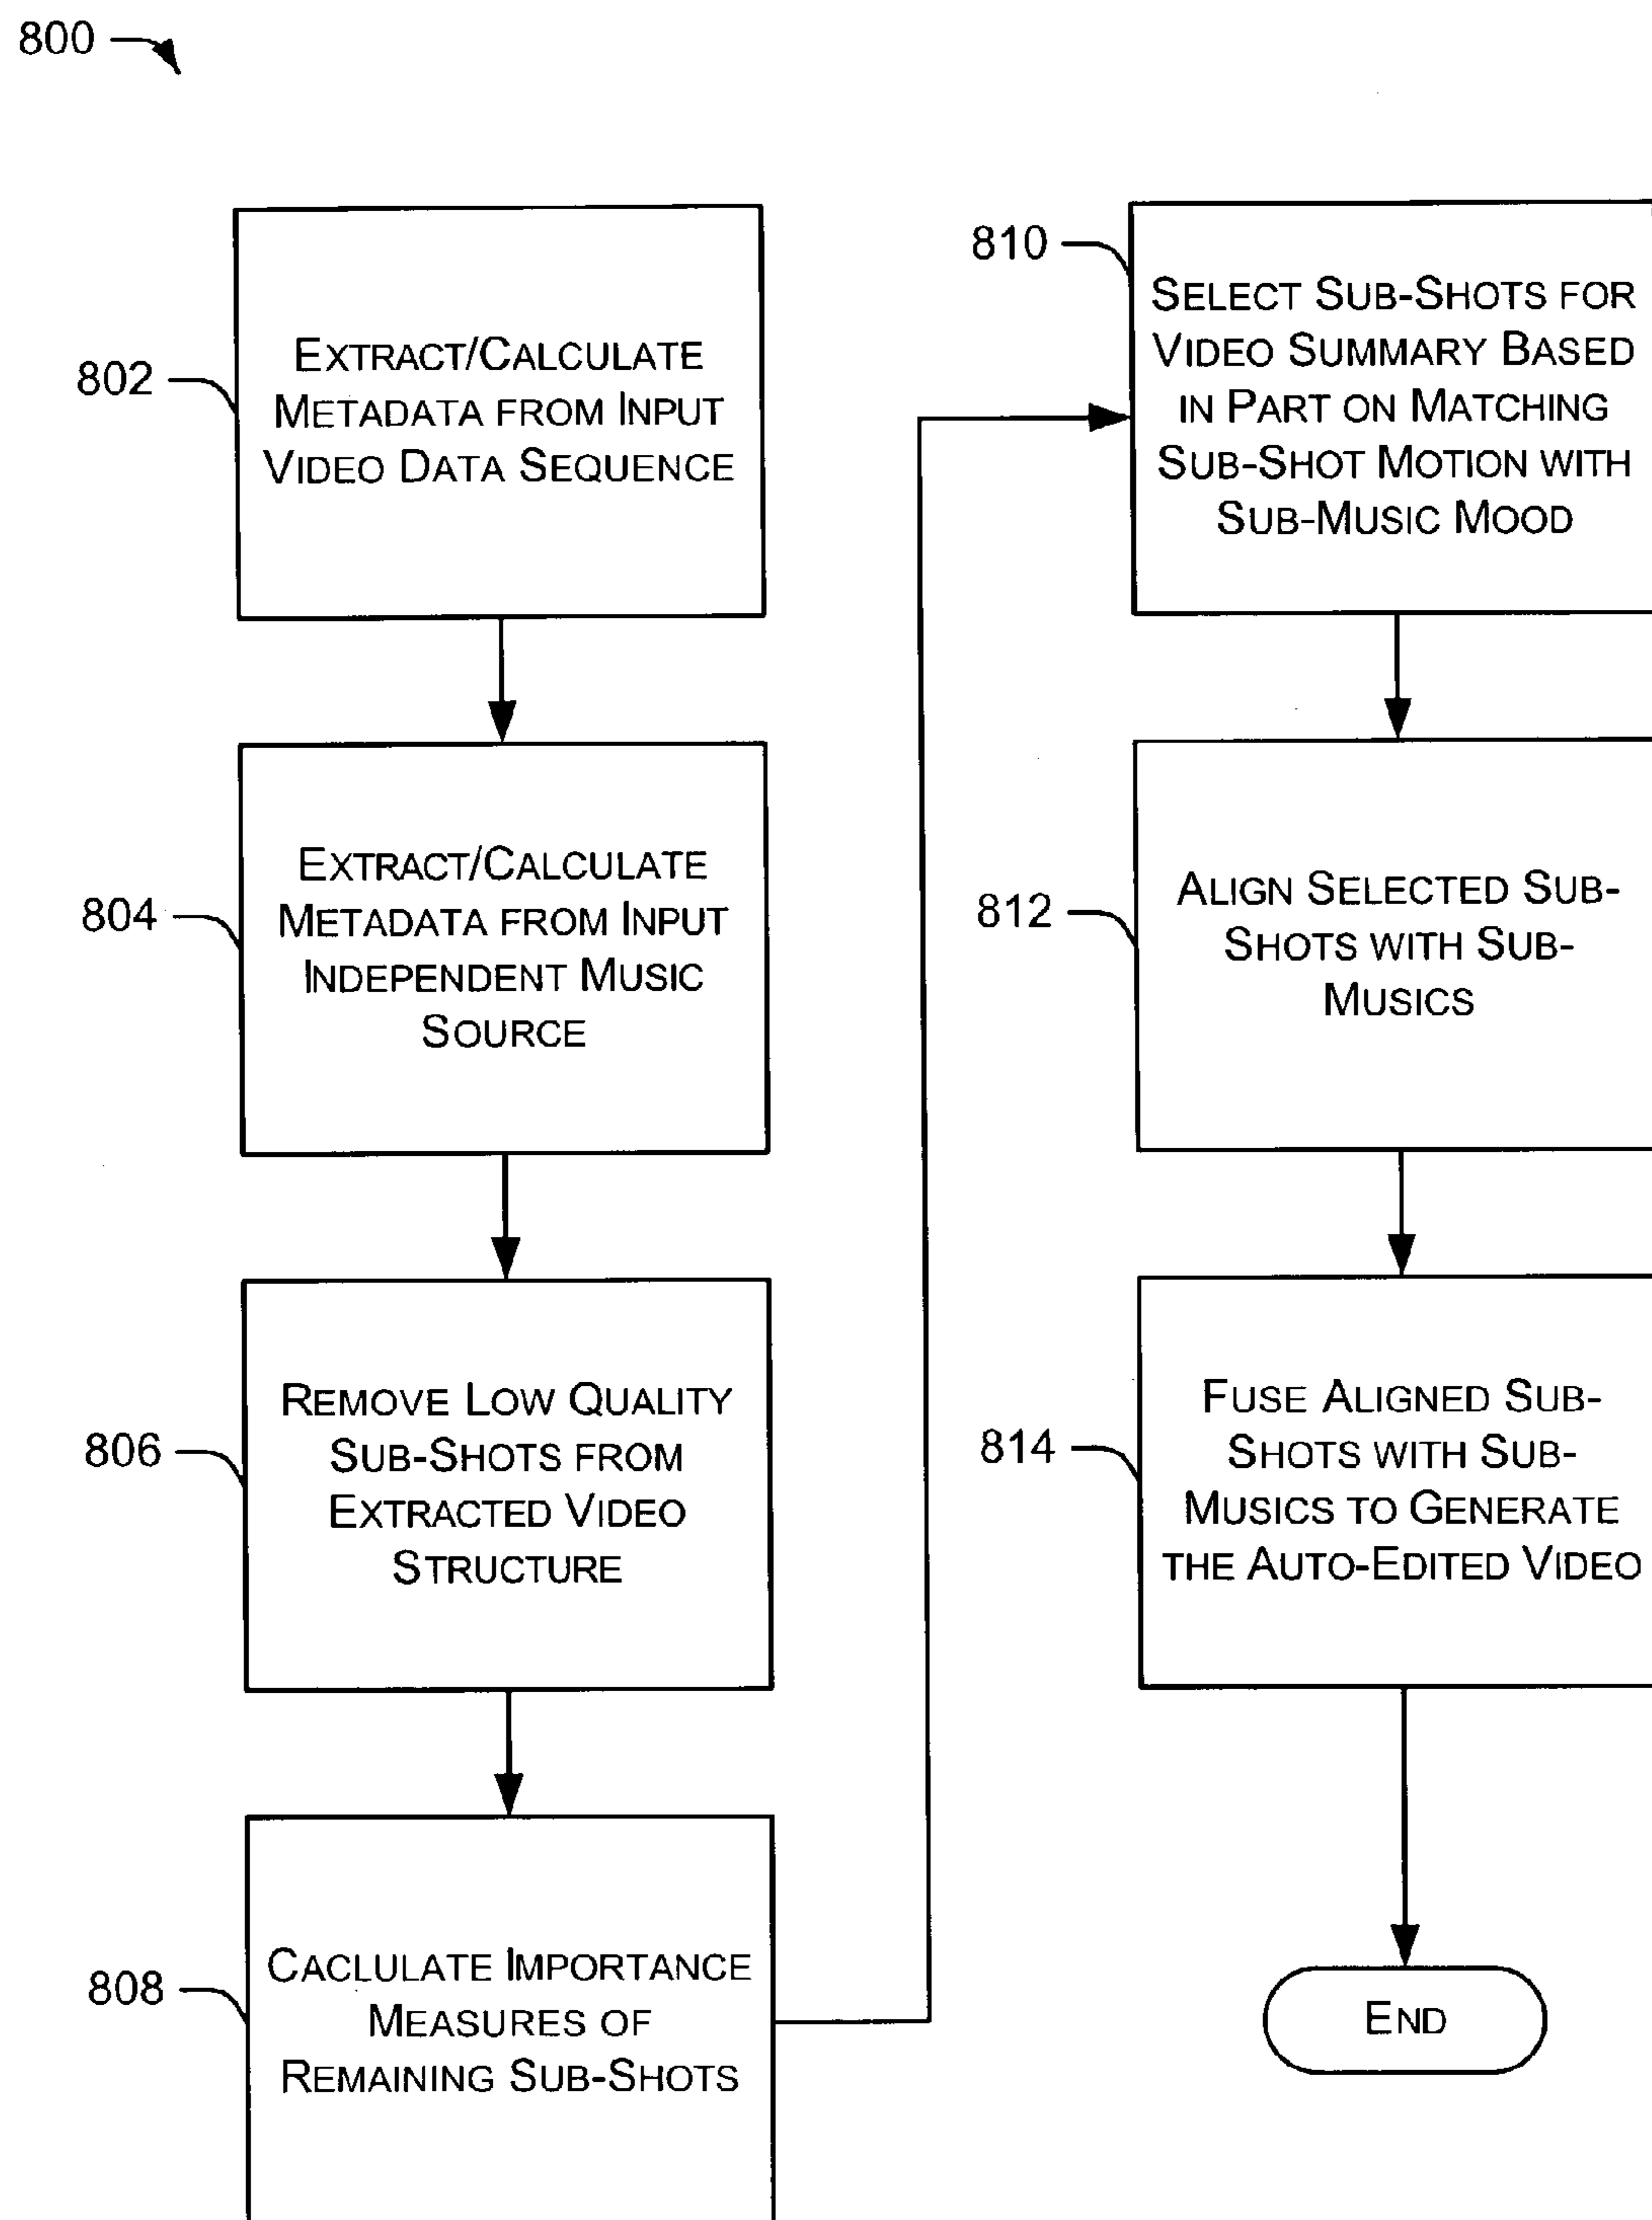 800
802
EXTRACT/CALCULATE
METADATA FROM INPUT
VIDEO DATA SEQUENCE
804
EXTRACT/CALCULATE
METADATA FROM INPUT
INDEPENDENT MUSIC
SOURCE
806
REMOVE LOW QUALITY
SUB-SHOTS FROM
EXTRACTED VIDEO
STRUCTURE
808
CACLULATE IMPORTANCE
MEASURES OF
REMAINING SUB-SHOTS
810
SELECT SUB-SHOTS FOR
VIDEO SUMMARY BASED
IN PART ON MATCHING
SUB-SHOT MOTION WITH
SUB-MUSIC MOOD
812
ALIGN SELECTED SUB-
SHOTS WITH SUB-
MUSICS
814
FUSE ALIGNED SUB-
SHOTS WITH SUB-
MUSICS TO GENERATE
THE AUTO-EDITED VIDEO
END